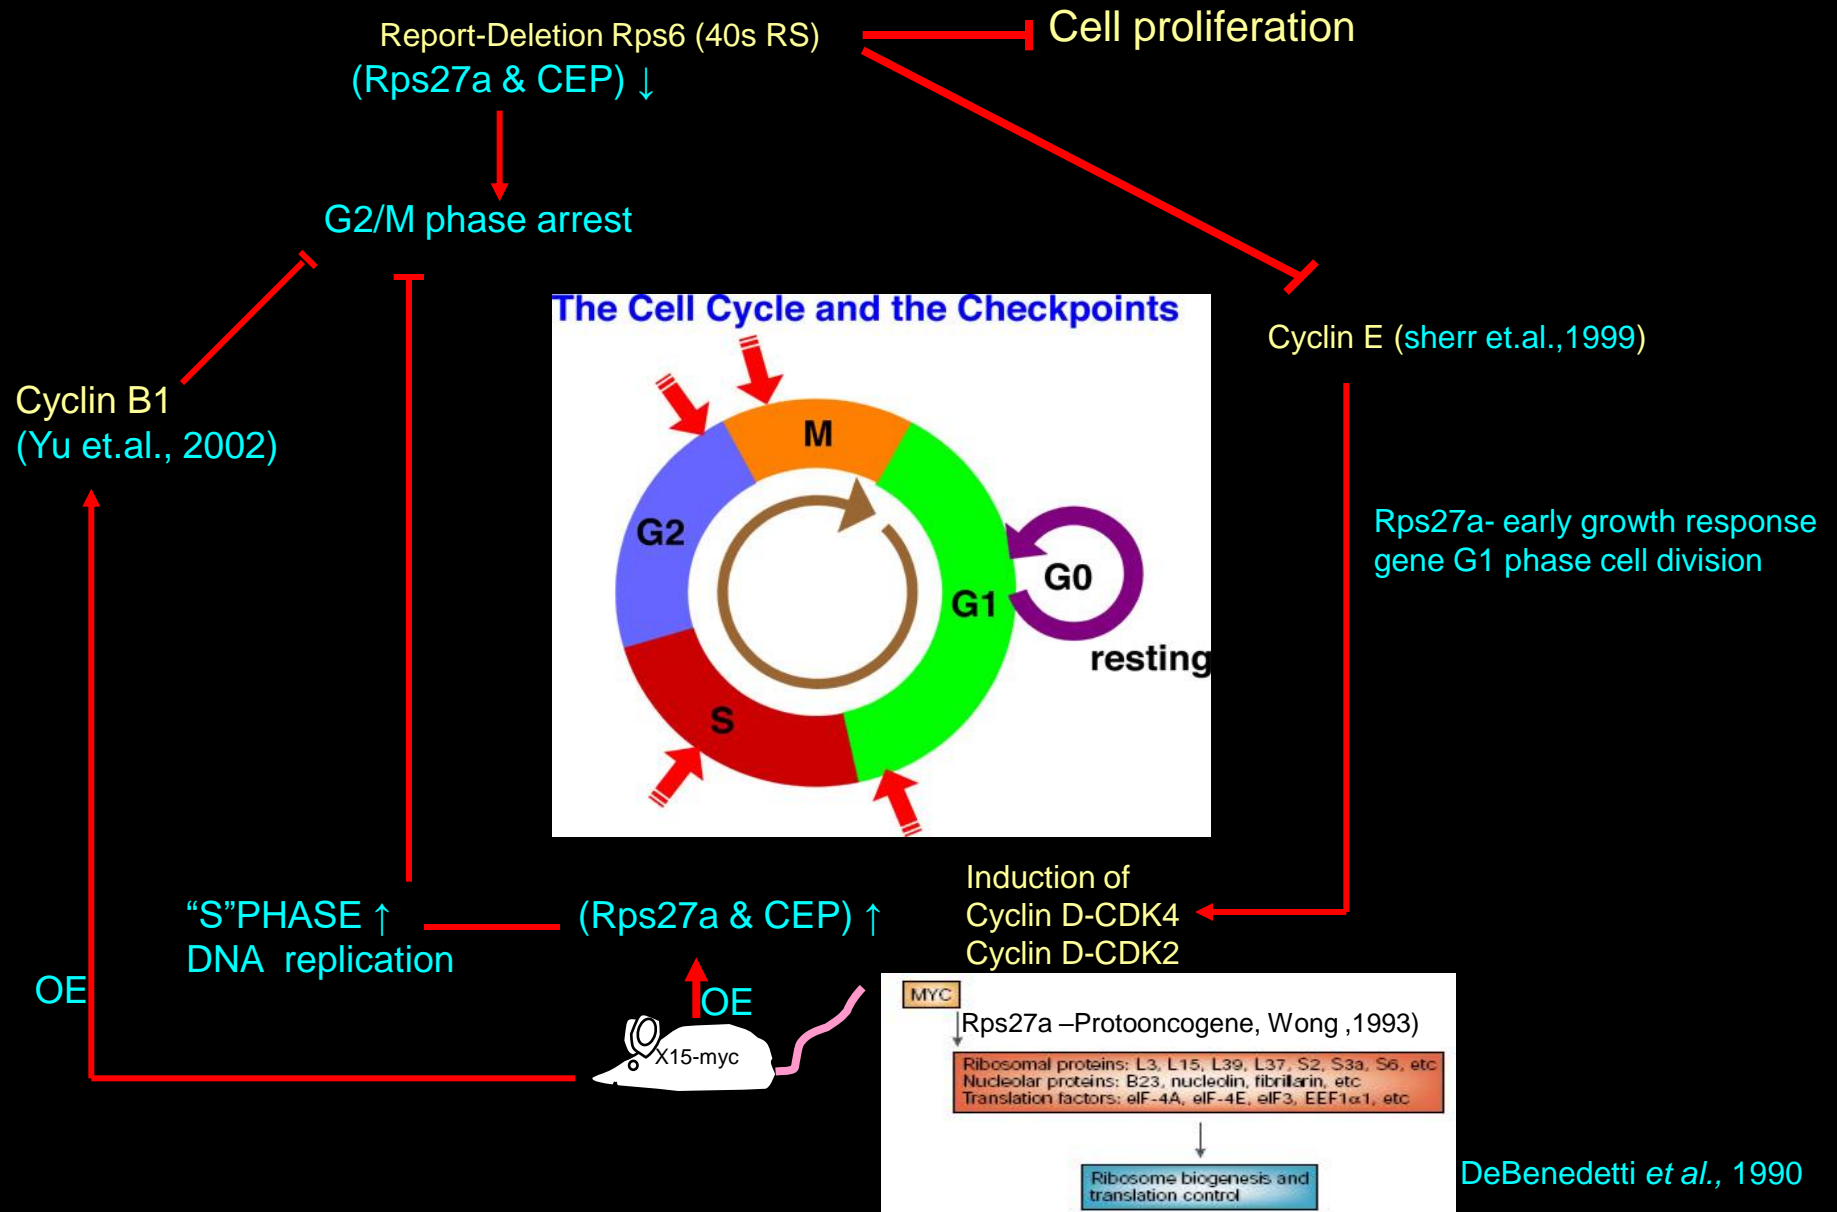 Report-Deletion Rps6 (40s RS)
Cell proliferation
(Rps27a & CEP) ↓
G2/M phase arrest
The Cell Cycle and the Checkpoints
Cyclin E (sherr et.al.,1999)
Cyclin B1
(Yu et.al., 2002)
M
G2
G1
G0
resting
S
Rps27a- early growth response
gene G1 phase cell division
Induction of
Cyclin D-CDK4
Cyclin D-CDK2
“S”PHASE ↑
DNA replication
(Rps27a & CEP) ↑
OE
OE
X15-myc
MYC
Rps27a –Protooncogene, Wong ,1993)
Ribosomal proteins: L3, L15, L39, L37, S2, S3a, S6, etc
Nucleolar proteins: B23, nucleolin, fibrillarin, etc
Translation factors: eIF-4A, eIF-4E, eIF3, EEF1α1, etc
Ribosome biogenesis and
translation control
DeBenedetti et al., 1990